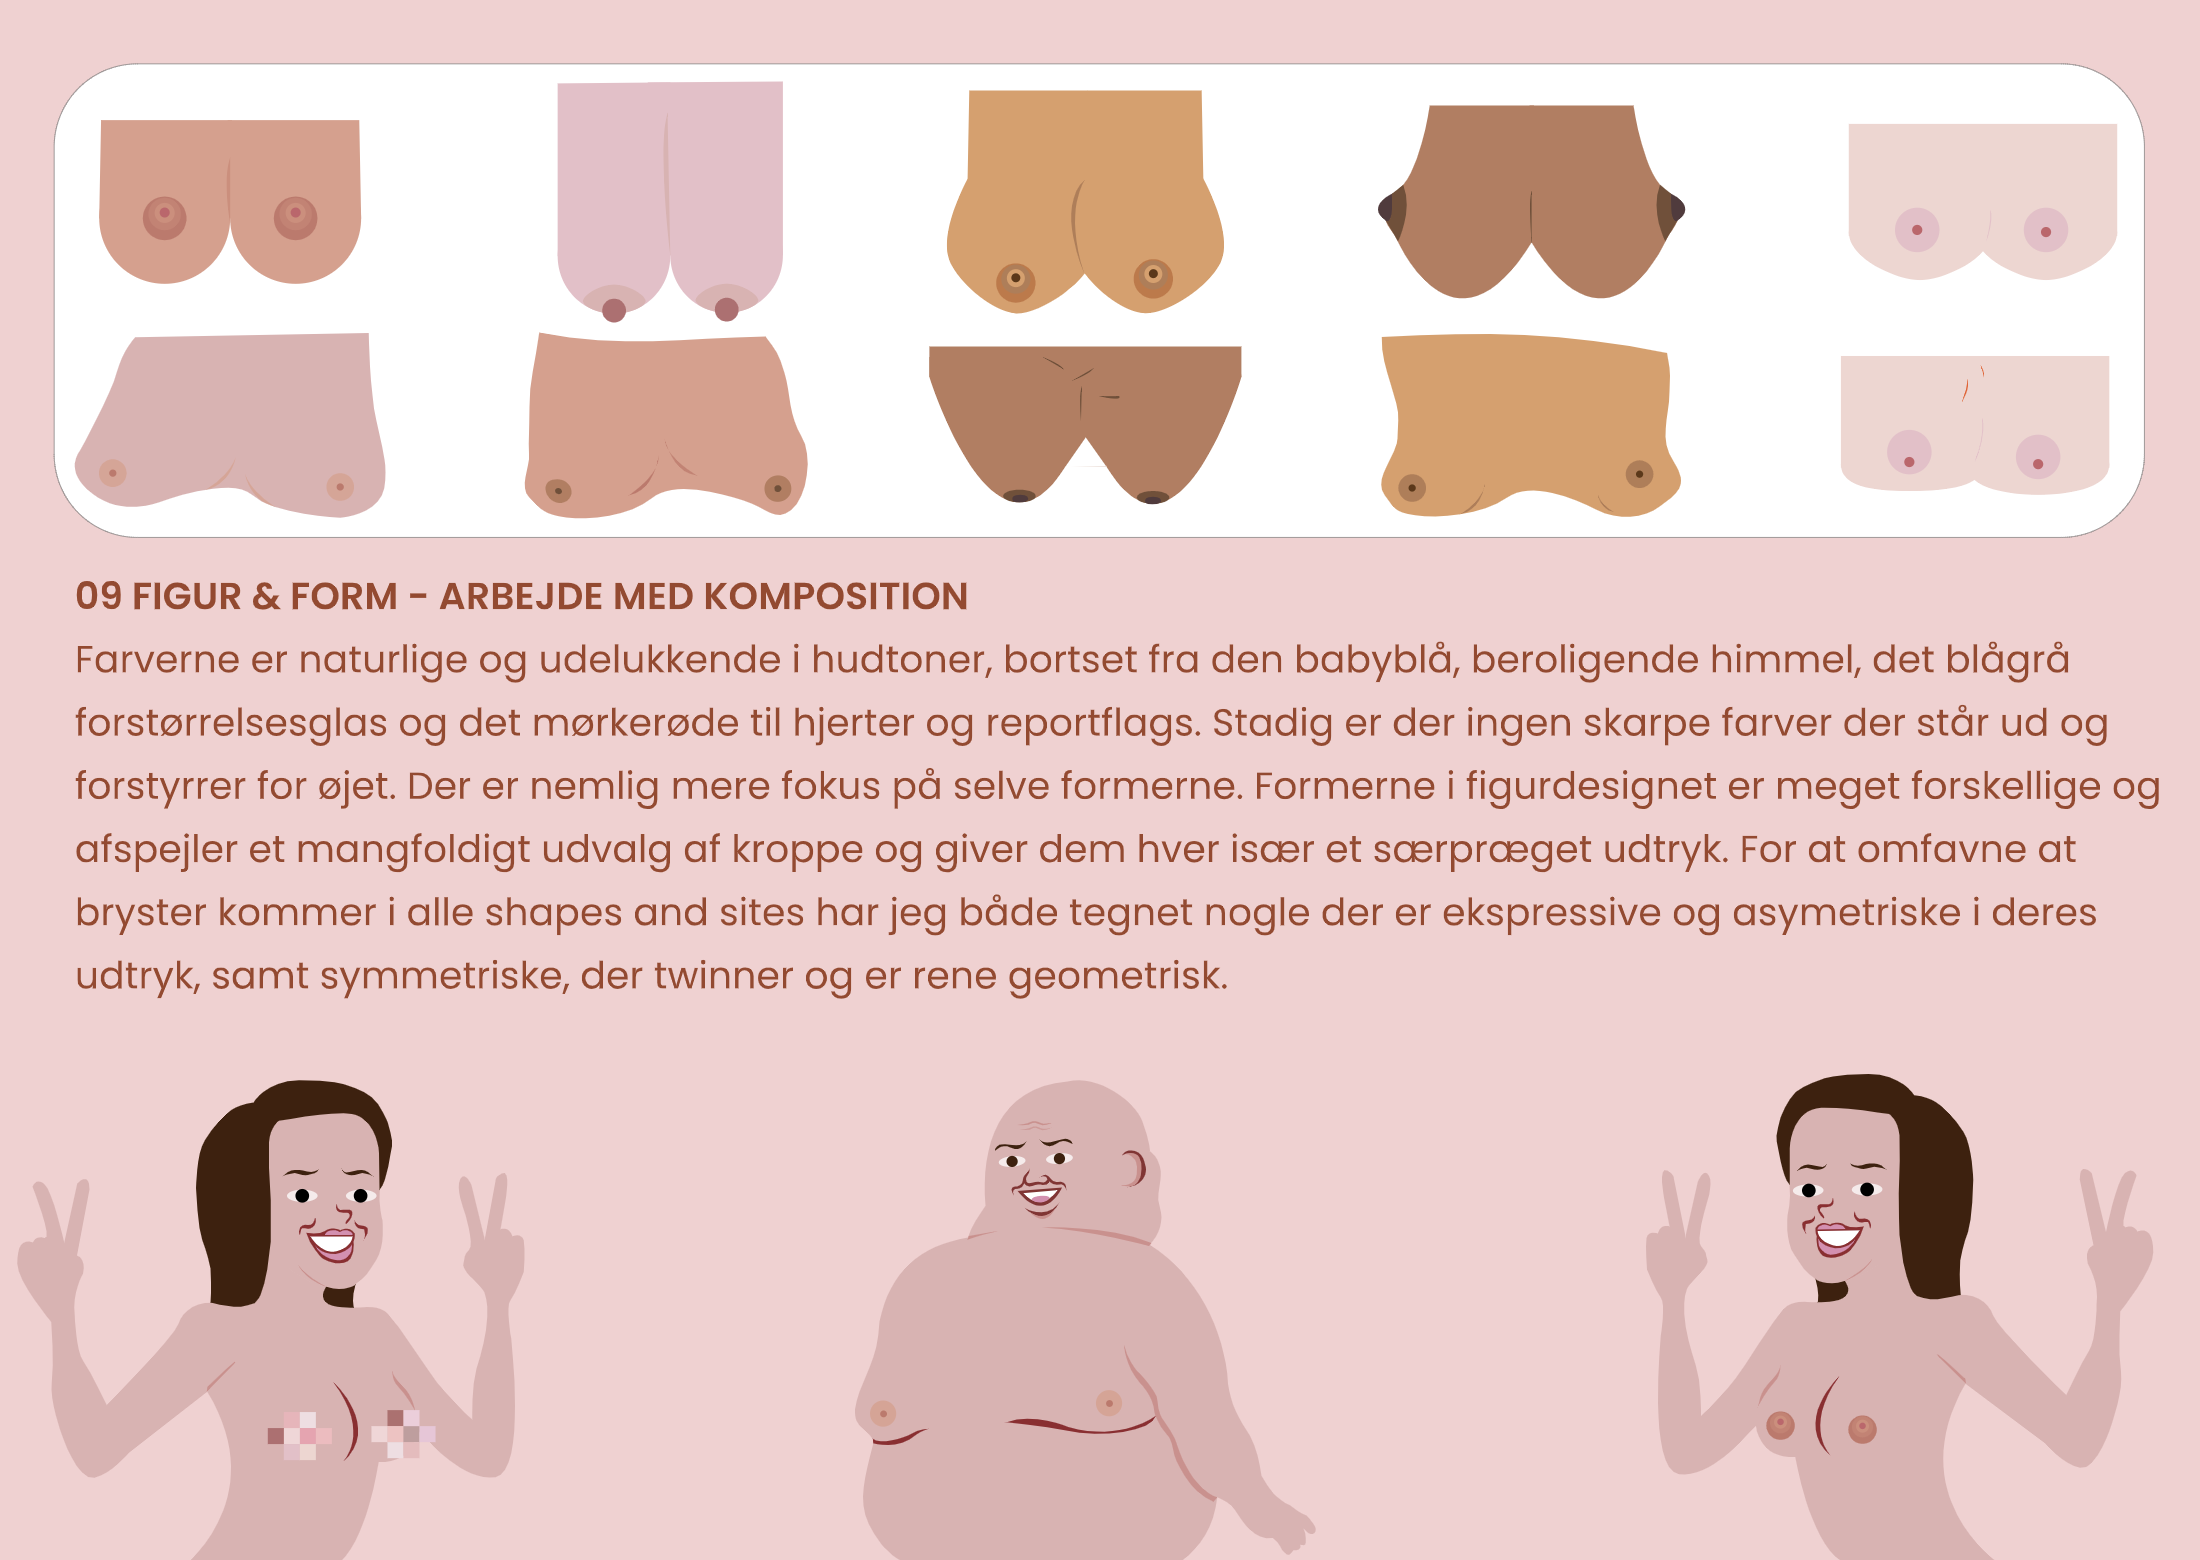 09 FIGUR & FORM - ARBEJDE MED KOMPOSITION
Farverne er naturlige og udelukkende i hudtoner, bortset fra den babyblå, beroligende himmel, det blågrå
forstørrelsesglas og det mørkerøde til hjerter og reportflags. Stadig er der ingen skarpe farver der står ud og
forstyrrer for øjet. Der er nemlig mere fokus på selve formerne. Formerne i figurdesignet er meget forskellige og
afspejler et mangfoldigt udvalg af kroppe og giver dem hver især et særpræget udtryk. For at omfavne at
bryster kommer i alle shapes and sites har jeg både tegnet nogle der er ekspressive og asymetriske i deres
udtryk, samt symmetriske, der twinner og er rene geometrisk.